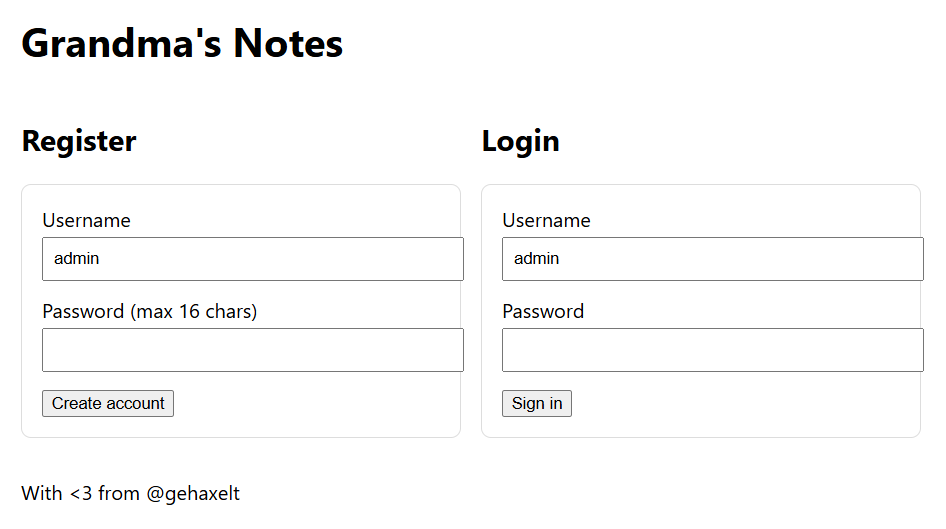 Grandma's Notes
Register
Username
admin
Password (max 16 chars)
Create account
Login
Username
admin
Password
Sign in
With <3 from @gehaxelt